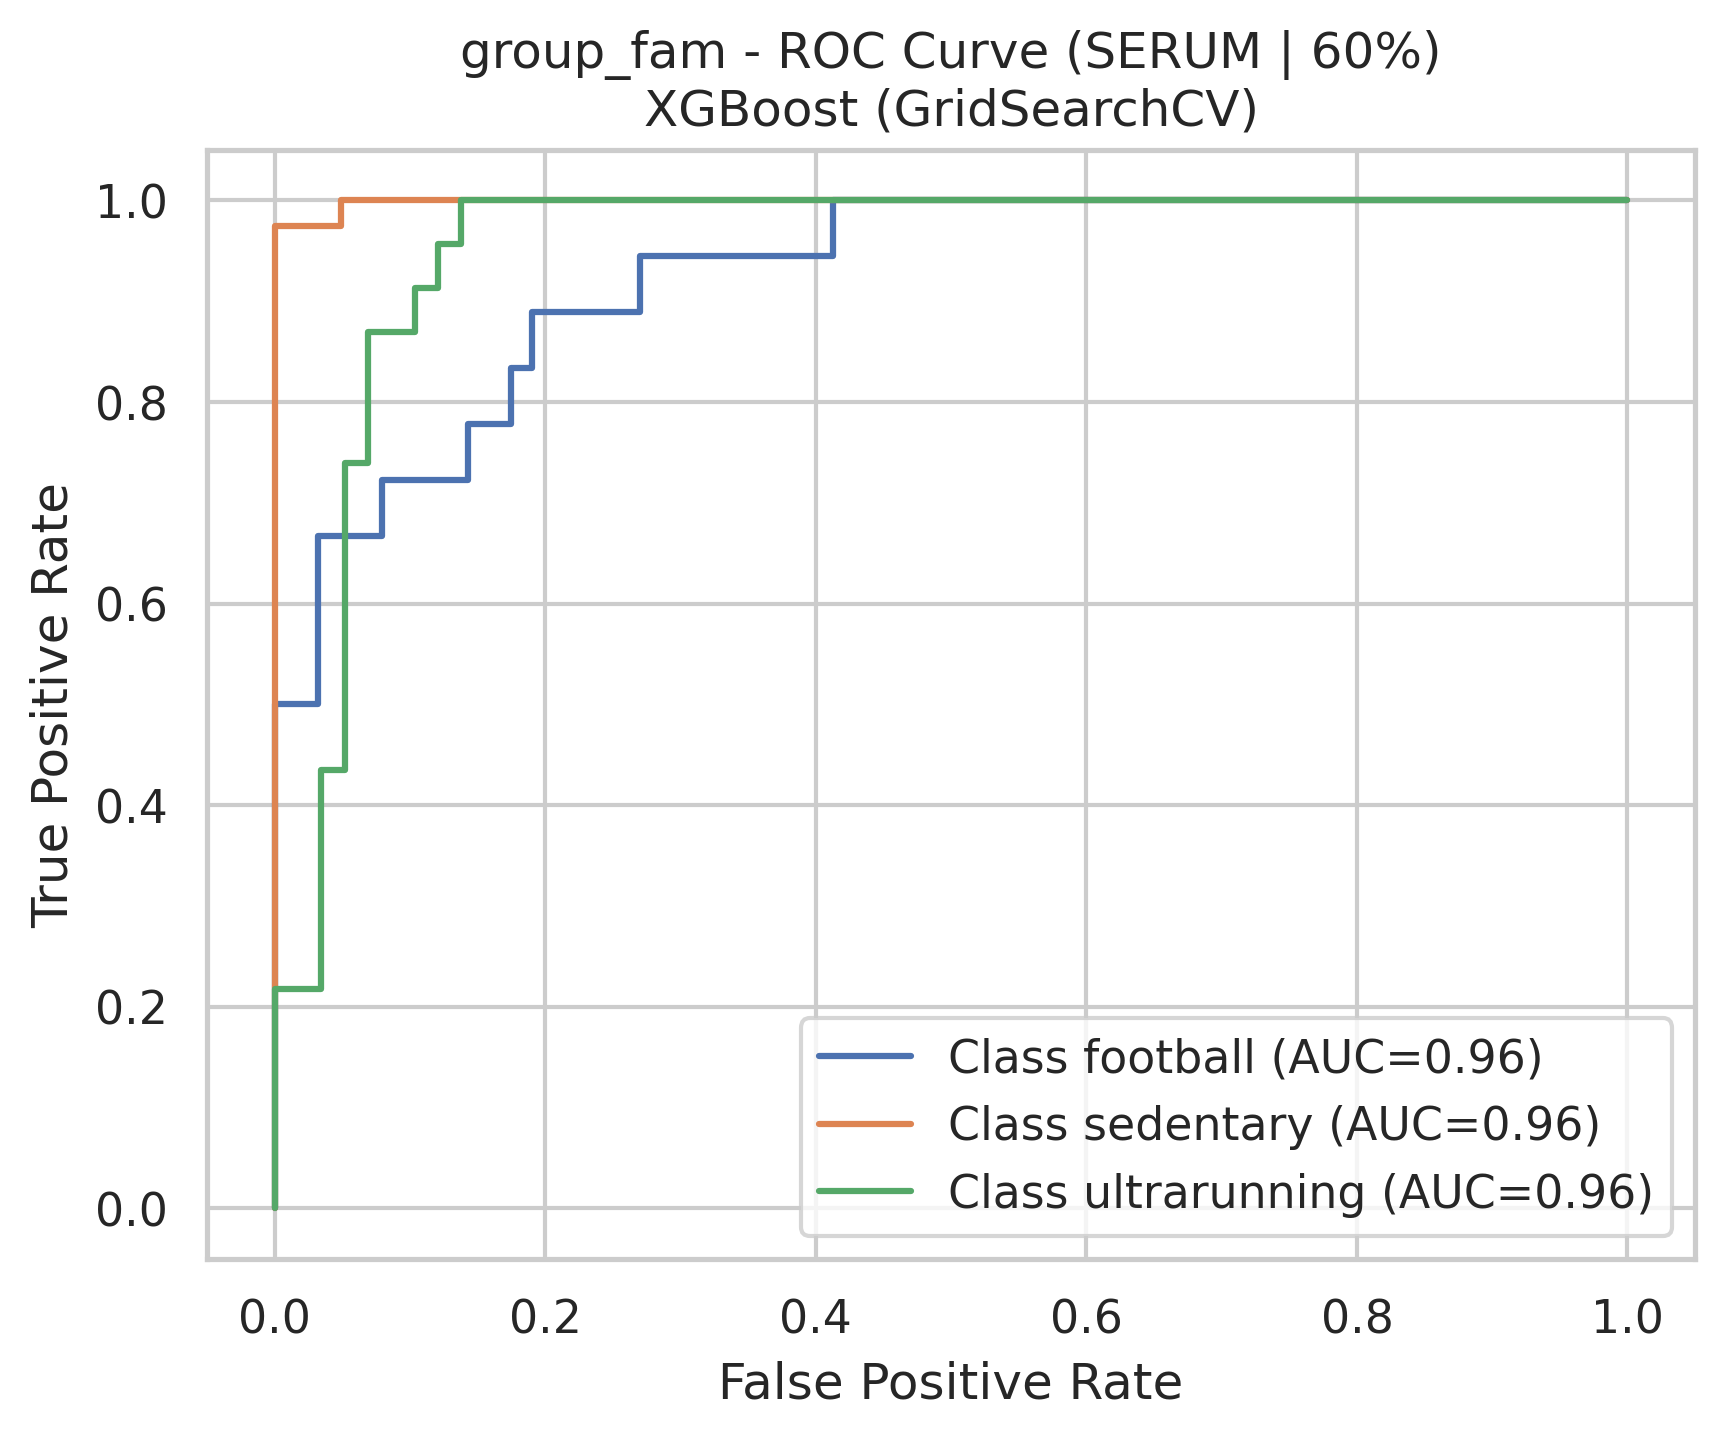 group_fam - ROC Curve (SERUM | 60%)
XGBoost (GridSearchCV)
True Positive Rate
1.0
0.8
0.6
0.4
0.2
0.0
Class football (AUC=0.96)
Class sedentary (AUC=0.96)
Class ultrarunning (AUC=0.96)
0.0 0.2 0.4 0.6 0.8 1.0
False Positive Rate